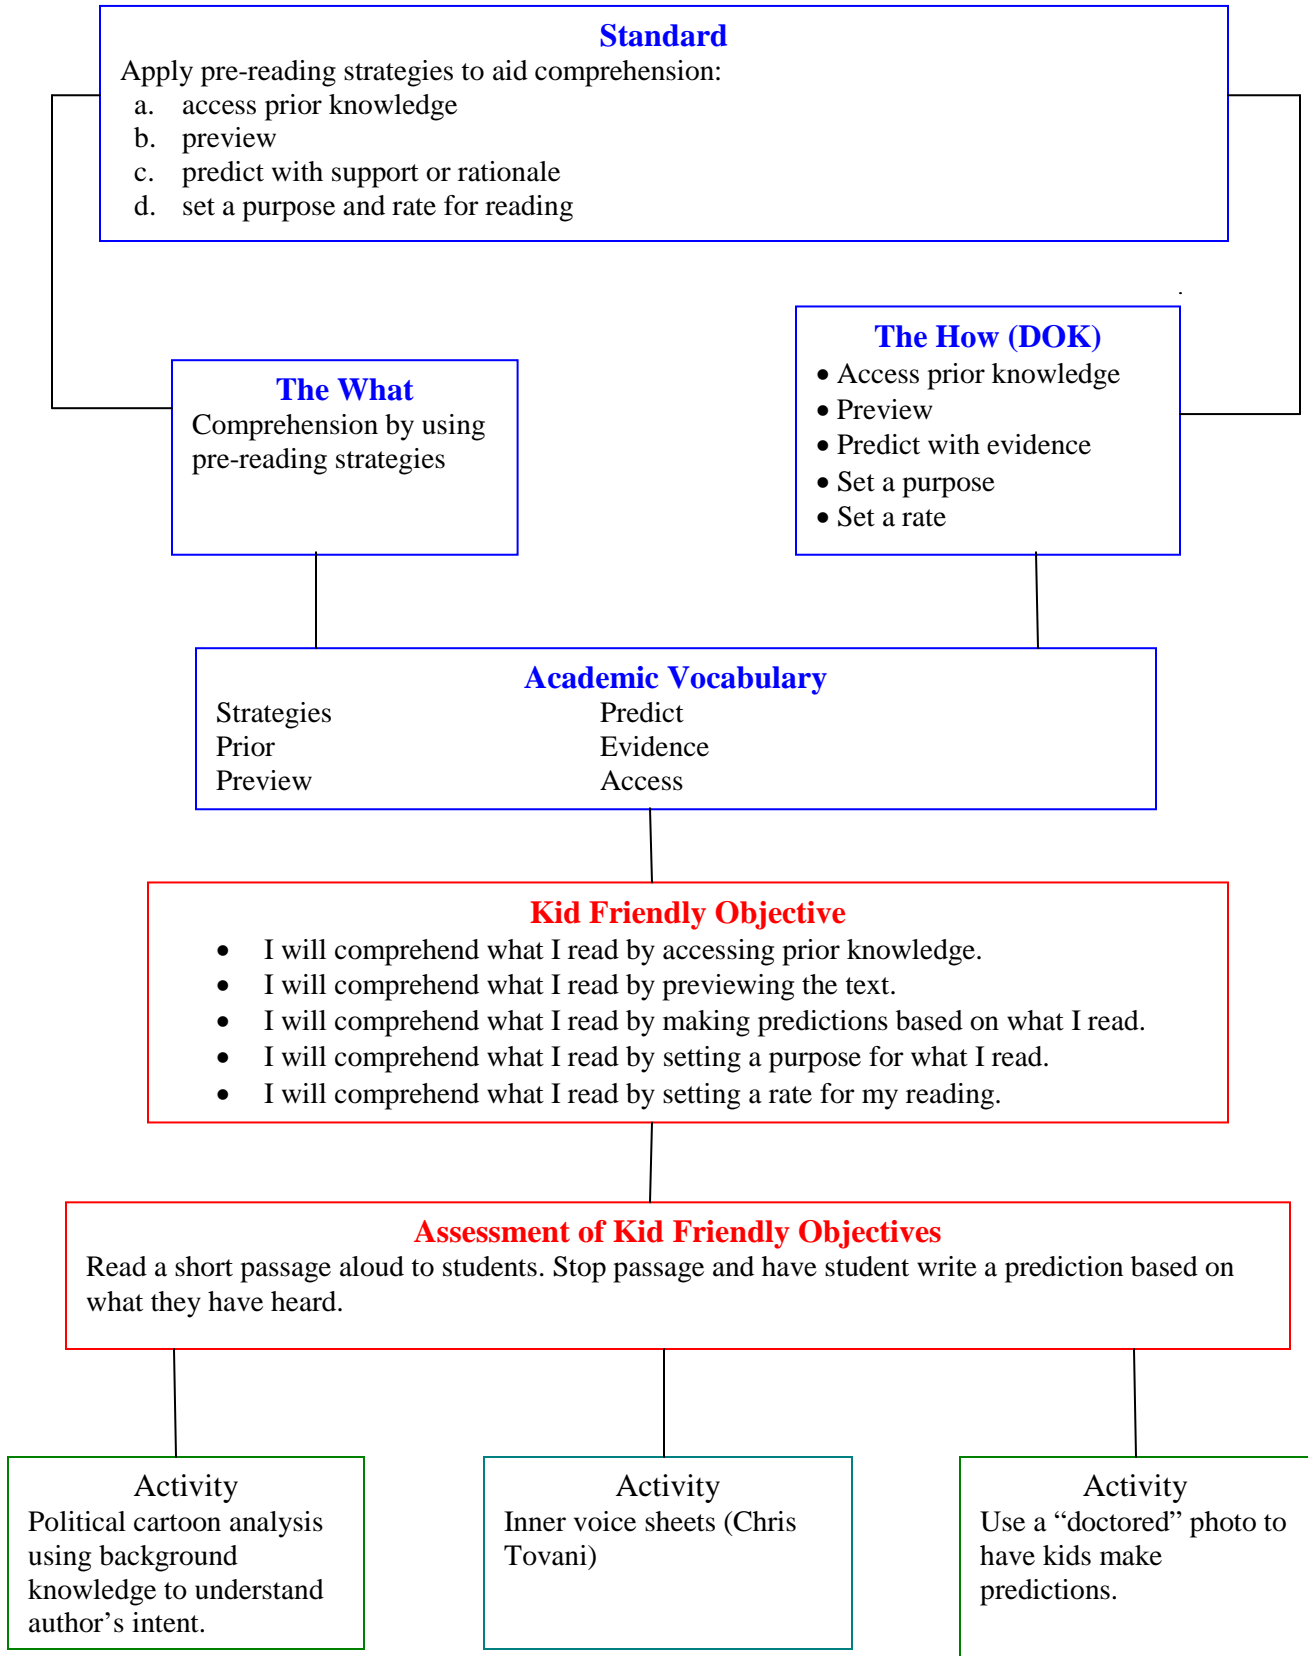 Standard
Apply pre-reading strategies to aid comprehension:
a. access prior knowledge
b. preview
c. predict with support or rationale
d. set a purpose and rate for reading
The What
Comprehension by using
pre-reading strategies
The How (DOK)
• Access prior knowledge
• Preview
• Predict with evidence
• Set a purpose
• Set a rate
Academic Vocabulary
Strategies Predict
Prior Evidence
Preview Access
Kid Friendly Objective
• I will comprehend what I read by accessing prior knowledge.
• I will comprehend what I read by previewing the text.
• I will comprehend what I read by making predictions based on what I read.
• I will comprehend what I read by setting a purpose for what I read.
• I will comprehend what I read by setting a rate for my reading.
Assessment of Kid Friendly Objectives
Read a short passage aloud to students. Stop passage and have student write a prediction based on
what they have heard.
Activity
Political cartoon analysis
using background
knowledge to understand
author’s intent.
Activity
Inner voice sheets (Chris
Tovani)
Activity
Use a “doctored” photo to
have kids make
predictions.